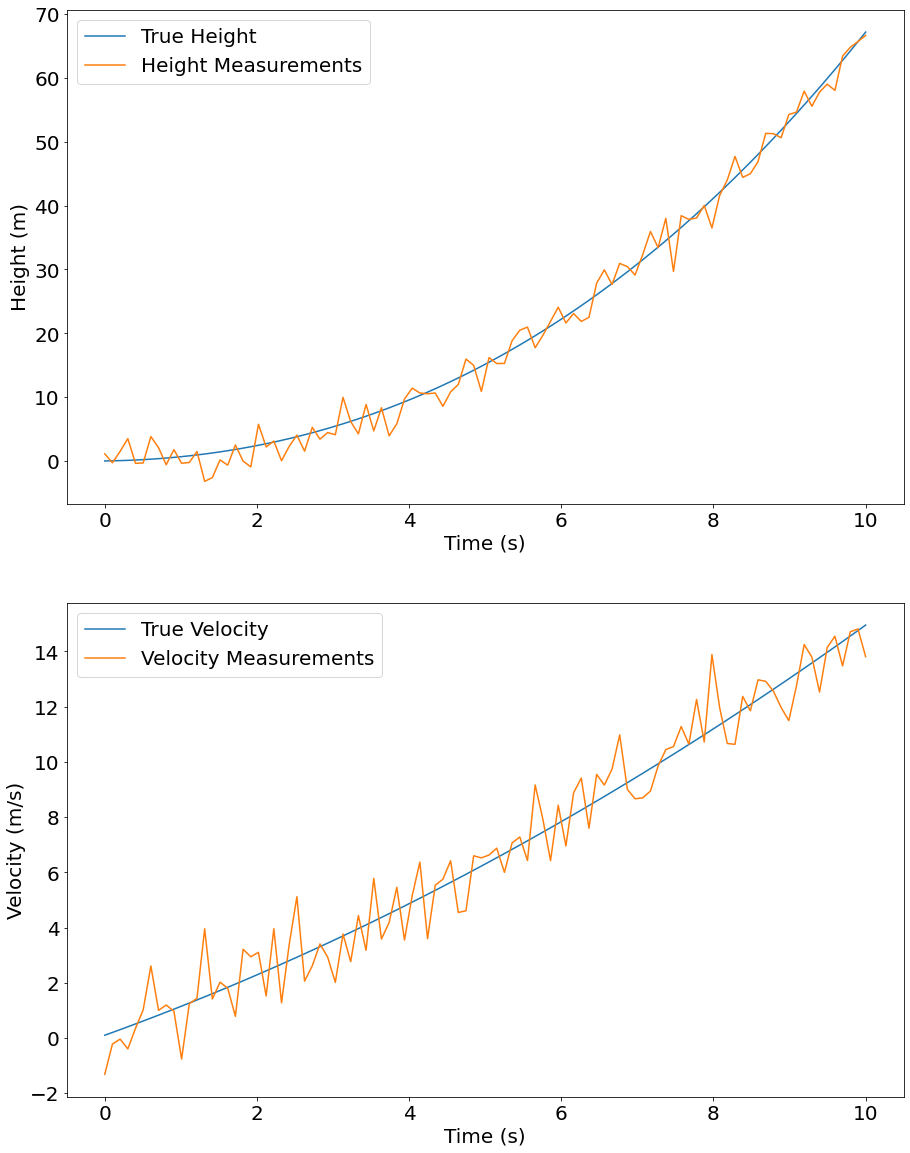 70
60
50
40
30
20
10
0
Height (m)
True Height
Height Measurements
0 2 4 6 8 10
Time (s)
14
12
10
8
6
4
2
0
−2
Velocity (m/s)
True Velocity
Velocity Measurements
0 2 4 6 8 10
Time (s)